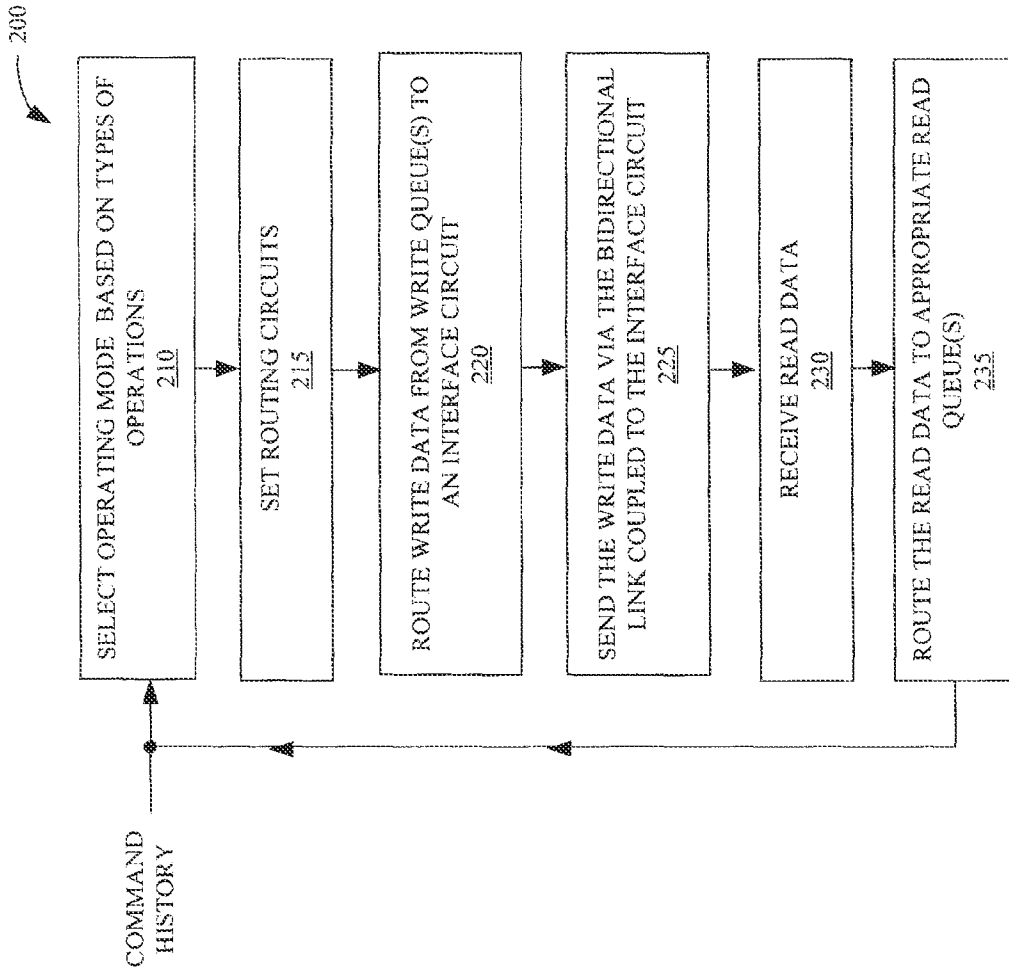 200
SELECT OPERATING MODE BASED ON TYPES OF
OPERATIONS
210
SET ROUTING CIRCUITS
215
ROUTE WRITE DATA FROM WRITE QUEUE(S) TO
AN INTERFACE CIRCUIT
220
SEND THE WRITE DATA VIA THE BIDIRECTIONAL
LINK COUPLED TO THE INTERFACE CIRCUIT
225
RECEIVE READ DATA
230
ROUTE THE READ DATA TO APPROPRIATE READ
QUEUE(S)
235
COMMAND
HISTORY